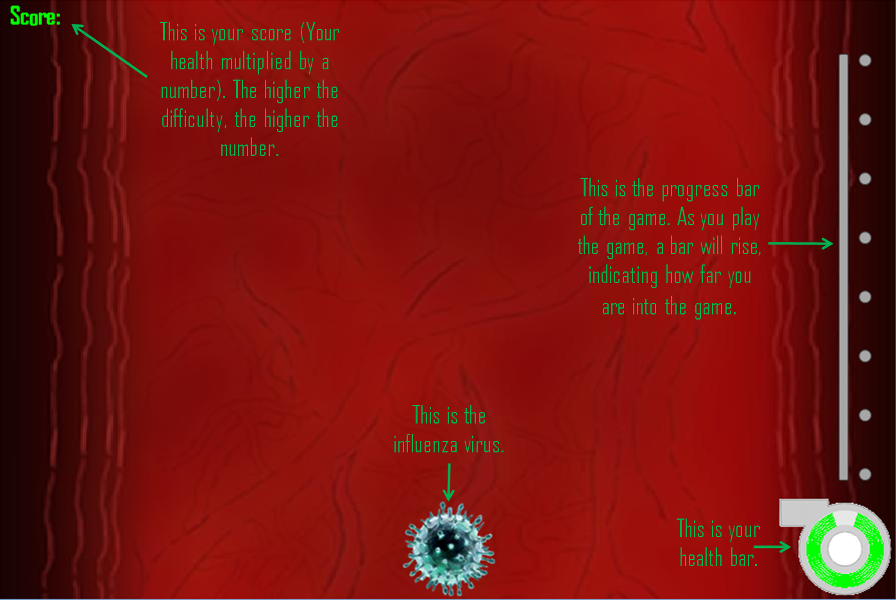 Score:
This is your score (Your
health multiplied by a
number). The higher the
difficulty, the higher the
number.
This is the progress bar
of the game. As you play
the game, a bar will rise,
indicating how far you
are into the game.
This is the
influenza virus.
This is your
health bar.